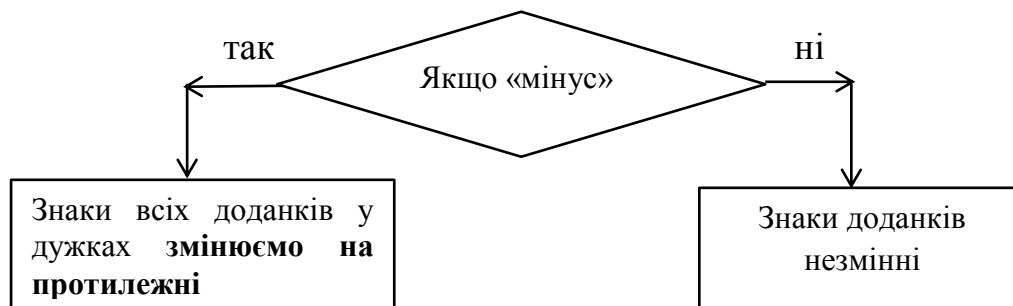 так
ні
Якщо «мінус»
Знаки всіх доданків у
дужках змінюємо на
протилежні
Знаки доданків
незмінні